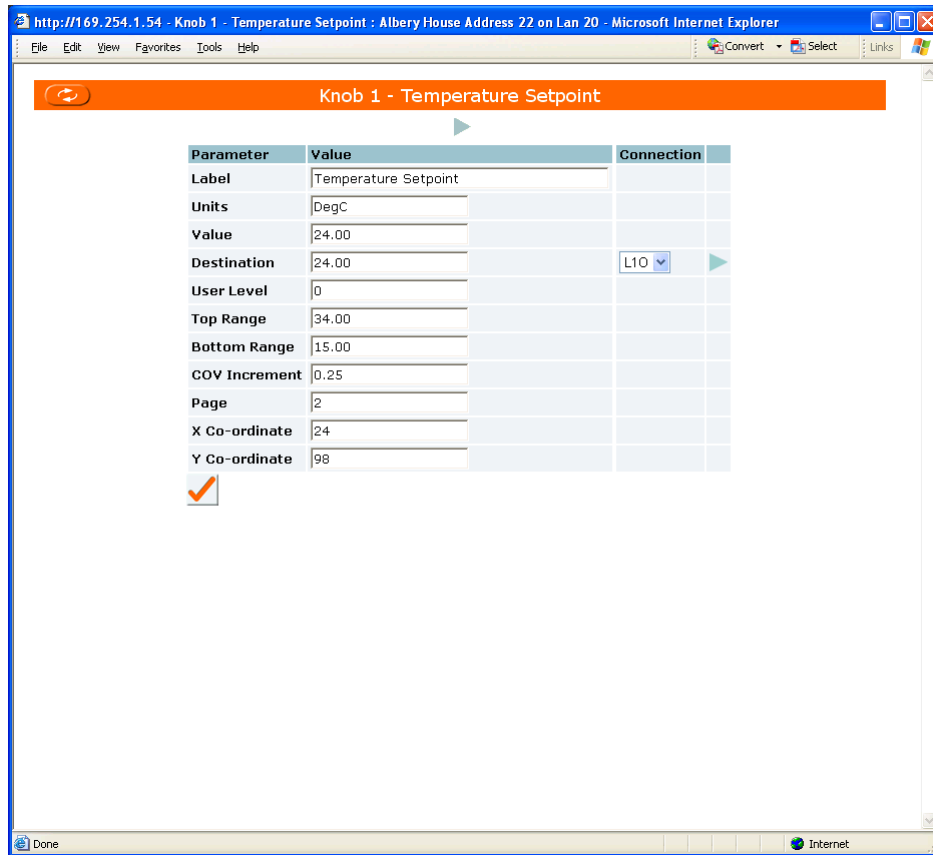 http://169.254.1.54 - Knob 1 - Temperature Setpoint : Albery House Address 22 on Lan 20 - Microsoft Internet Explorer
File Edit View Favorites Tools Help Convert Select Links
Knob 1 - Temperature Setpoint
Parameter Value Connection
Label Temperature Setpoint
Units DegC
Value 24.00
Destination 24.00 L1O
User Level 0
Top Range 34.00
Bottom Range 15.00
COV Increment 0.25
Page 2
X Co-ordinate 24
Y Co-ordinate 98
Done Internet